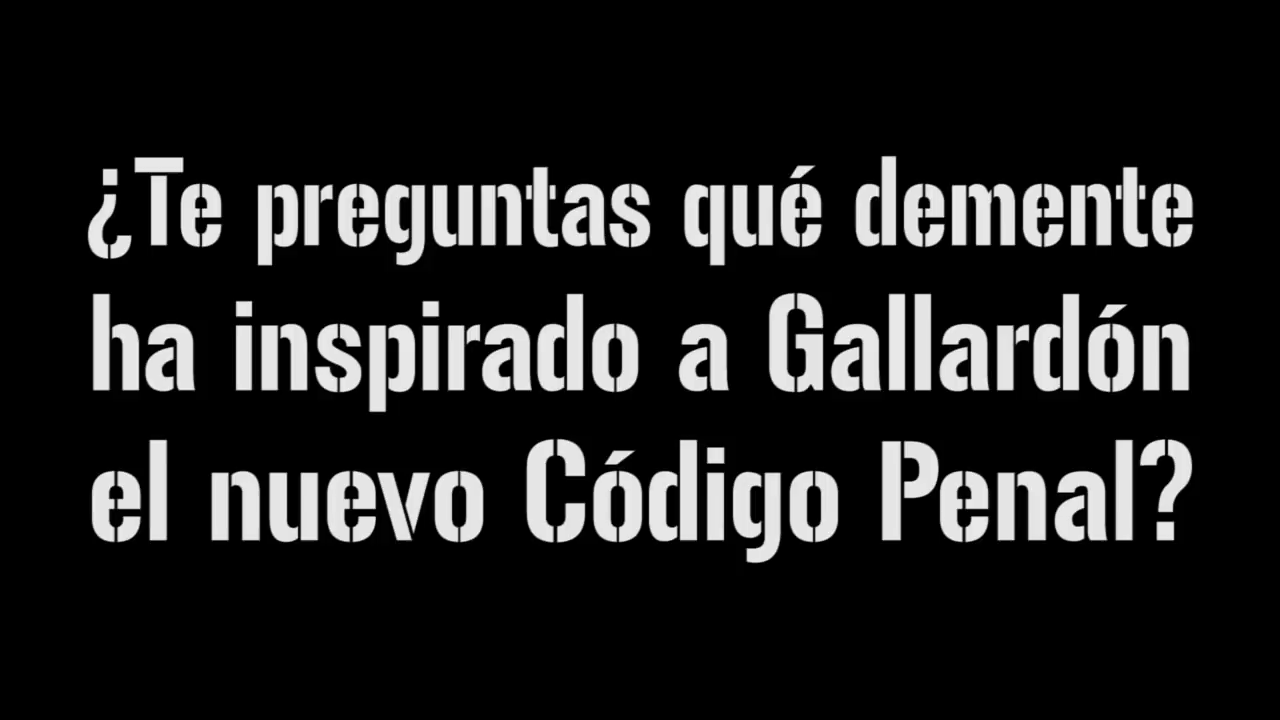 ¿Te preguntas qué demente
ha inspirado a Gallardón
el nuevo Código Penal?